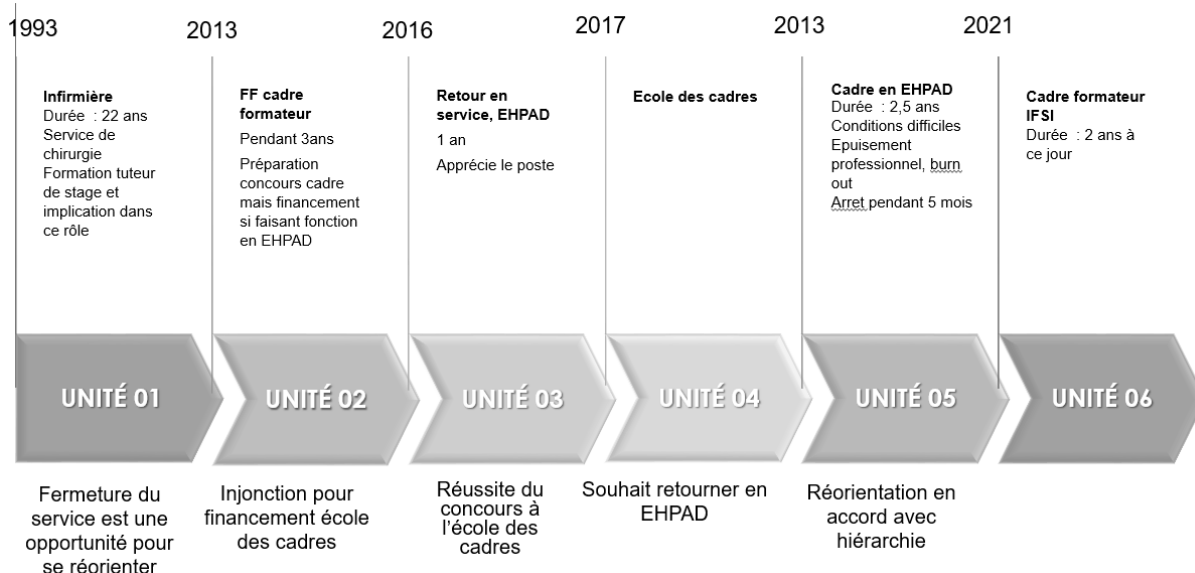 1993
2013
2016
2017
2013
2021
Infirmière
Durée : 22 ans
Service de
chirurgie
Formation tuteur
de stage et
implication dans
ce rôle
FF cadre
formateur
Pendant 3ans
Préparation
concours cadre
mais financement
si faisant fonction
en EHPAD
Retour en
service, EHPAD
1 an
Apprécie le poste
Ecole des cadres
Cadre en EHPAD
Durée : 2,5 ans
Conditions difficiles
Epuisement
professionnel, burn
out
Arret pendant 5 mois
Cadre formateur
IFSI
Durée : 2 ans à
ce jour
UNITÉ 01
UNITÉ 02
UNITÉ 03
UNITÉ 04
UNITÉ 05
UNITÉ 06
Fermeture du
service est une
opportunité pour
se réorienter
Injonction pour
financement école
des cadres
Réussite du
concours à
l'école des
cadres
Souhait retourner en
EHPAD
Réorientation en
accord avec
hiérarchie